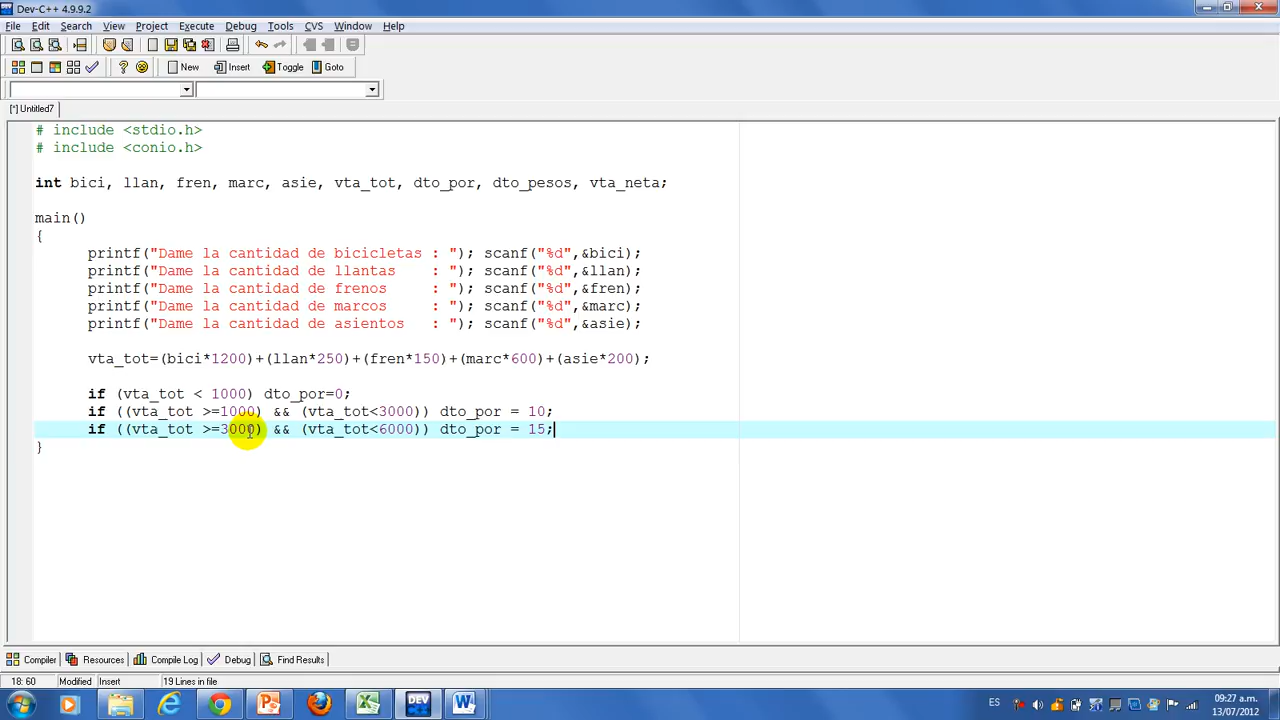 Dev-C++ 4.9.9.2
File Edit Search View Project Execute Debug Tools CVS Window Help
New Insert Toggle Goto
[*] Untitled7
# include <stdio.h>
# include <conio.h>
int bici, llan, fren, marc, asie, vta_tot, dto_por, dto_pesos, vta_neta;
main()
{
printf("Dame la cantidad de bicicletas : "); scanf("%d",&bici);
printf("Dame la cantidad de llantas    : "); scanf("%d",&llan);
printf("Dame la cantidad de frenos     : "); scanf("%d",&fren);
printf("Dame la cantidad de marcos     : "); scanf("%d",&marc);
printf("Dame la cantidad de asientos   : "); scanf("%d",&asie);
vta_tot=(bici*1200)+(llan*250)+(fren*150)+(marc*600)+(asie*200);
if (vta_tot < 1000) dto_por=0;
if ((vta_tot >=1000) && (vta_tot<3000)) dto_por = 10;
if ((vta_tot >=3000) && (vta_tot<6000)) dto_por = 15;
}
Compiler Resources Compile Log Debug Find Results
18: 60 Modified Insert 19 Lines in file
DEV ES 09:27 a.m.
13/07/2012